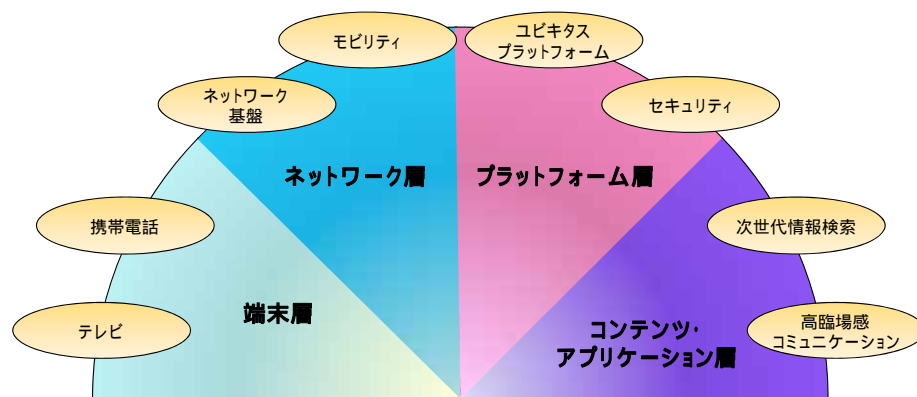 モビリティ
ユビキタス
プラットフォーム
ネットワーク
基盤
セキュリティ
ネットワーク層
プラットフォーム層
携帯電話
次世代情報検索
端末層
テレビ
コンテンツ・
アプリケーション層
高臨場感
コミュニケーション